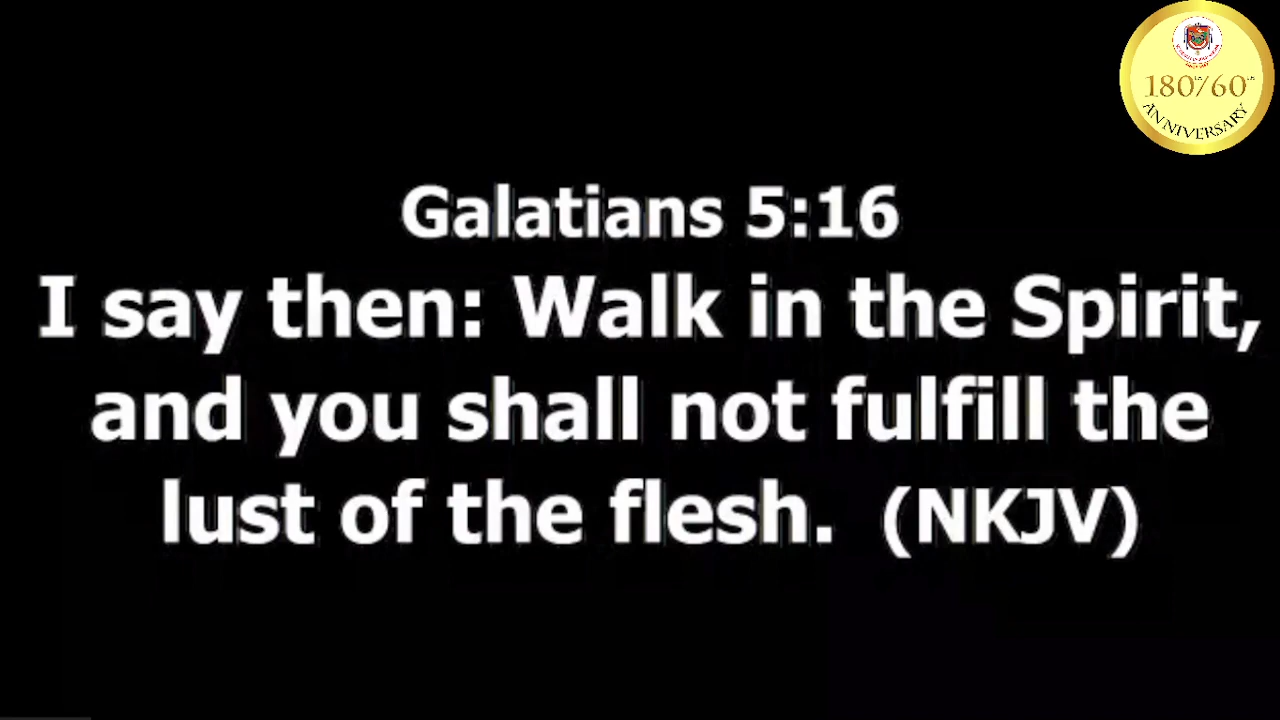 180TH/60TH
ANNIVERSARY
Galatians 5:16
I say then: Walk in the Spirit,
and you shall not fulfill the
lust of the flesh. (NKJV)